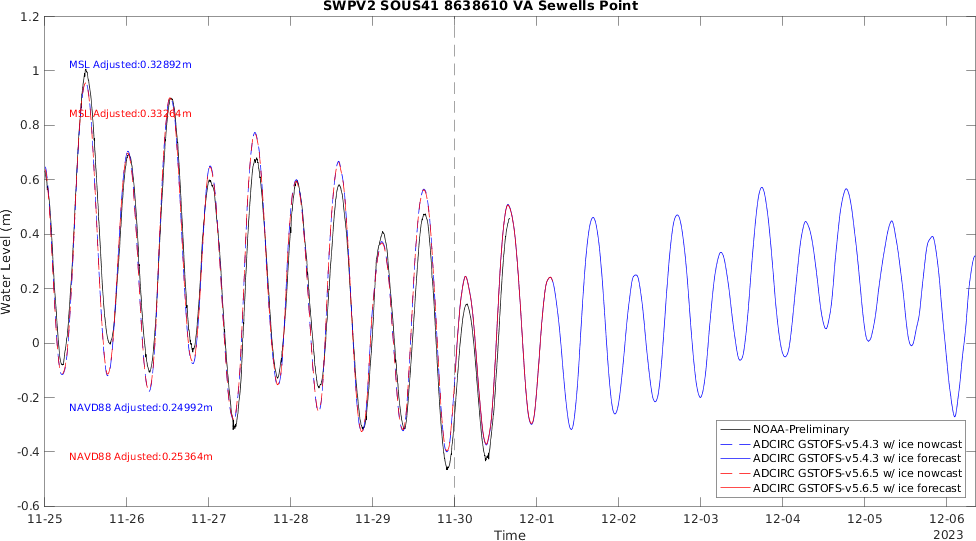 SWPV2 SOUS41 8638610 VA Sewells Point
1.2
1
0.8
0.6
0.4
0.2
0
-0.2
-0.4
-0.6
Water Level (m)
MSL Adjusted:0.32892m
MSL Adjusted:0.33264m
NAVD88 Adjusted:0.24992m
NAVD88 Adjusted:0.25364m
NOAA-Preliminary
ADCIRC GSTOFS-v5.4.3 w/ ice nowcast
ADCIRC GSTOFS-v5.4.3 w/ ice forecast
ADCIRC GSTOFS-v5.6.5 w/ ice nowcast
ADCIRC GSTOFS-v5.6.5 w/ ice forecast
11-25 11-26 11-27 11-28 11-29 11-30 12-01 12-02 12-03 12-04 12-05 12-06
Time
2023